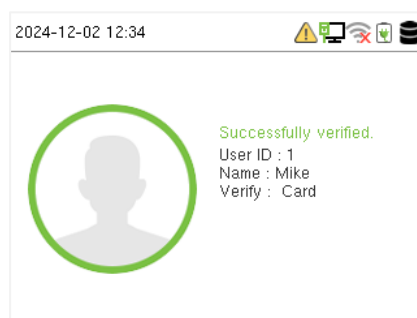 2024-12-02 12:34
Successfully verified.
User ID : 1
Name : Mike
Verify :  Card